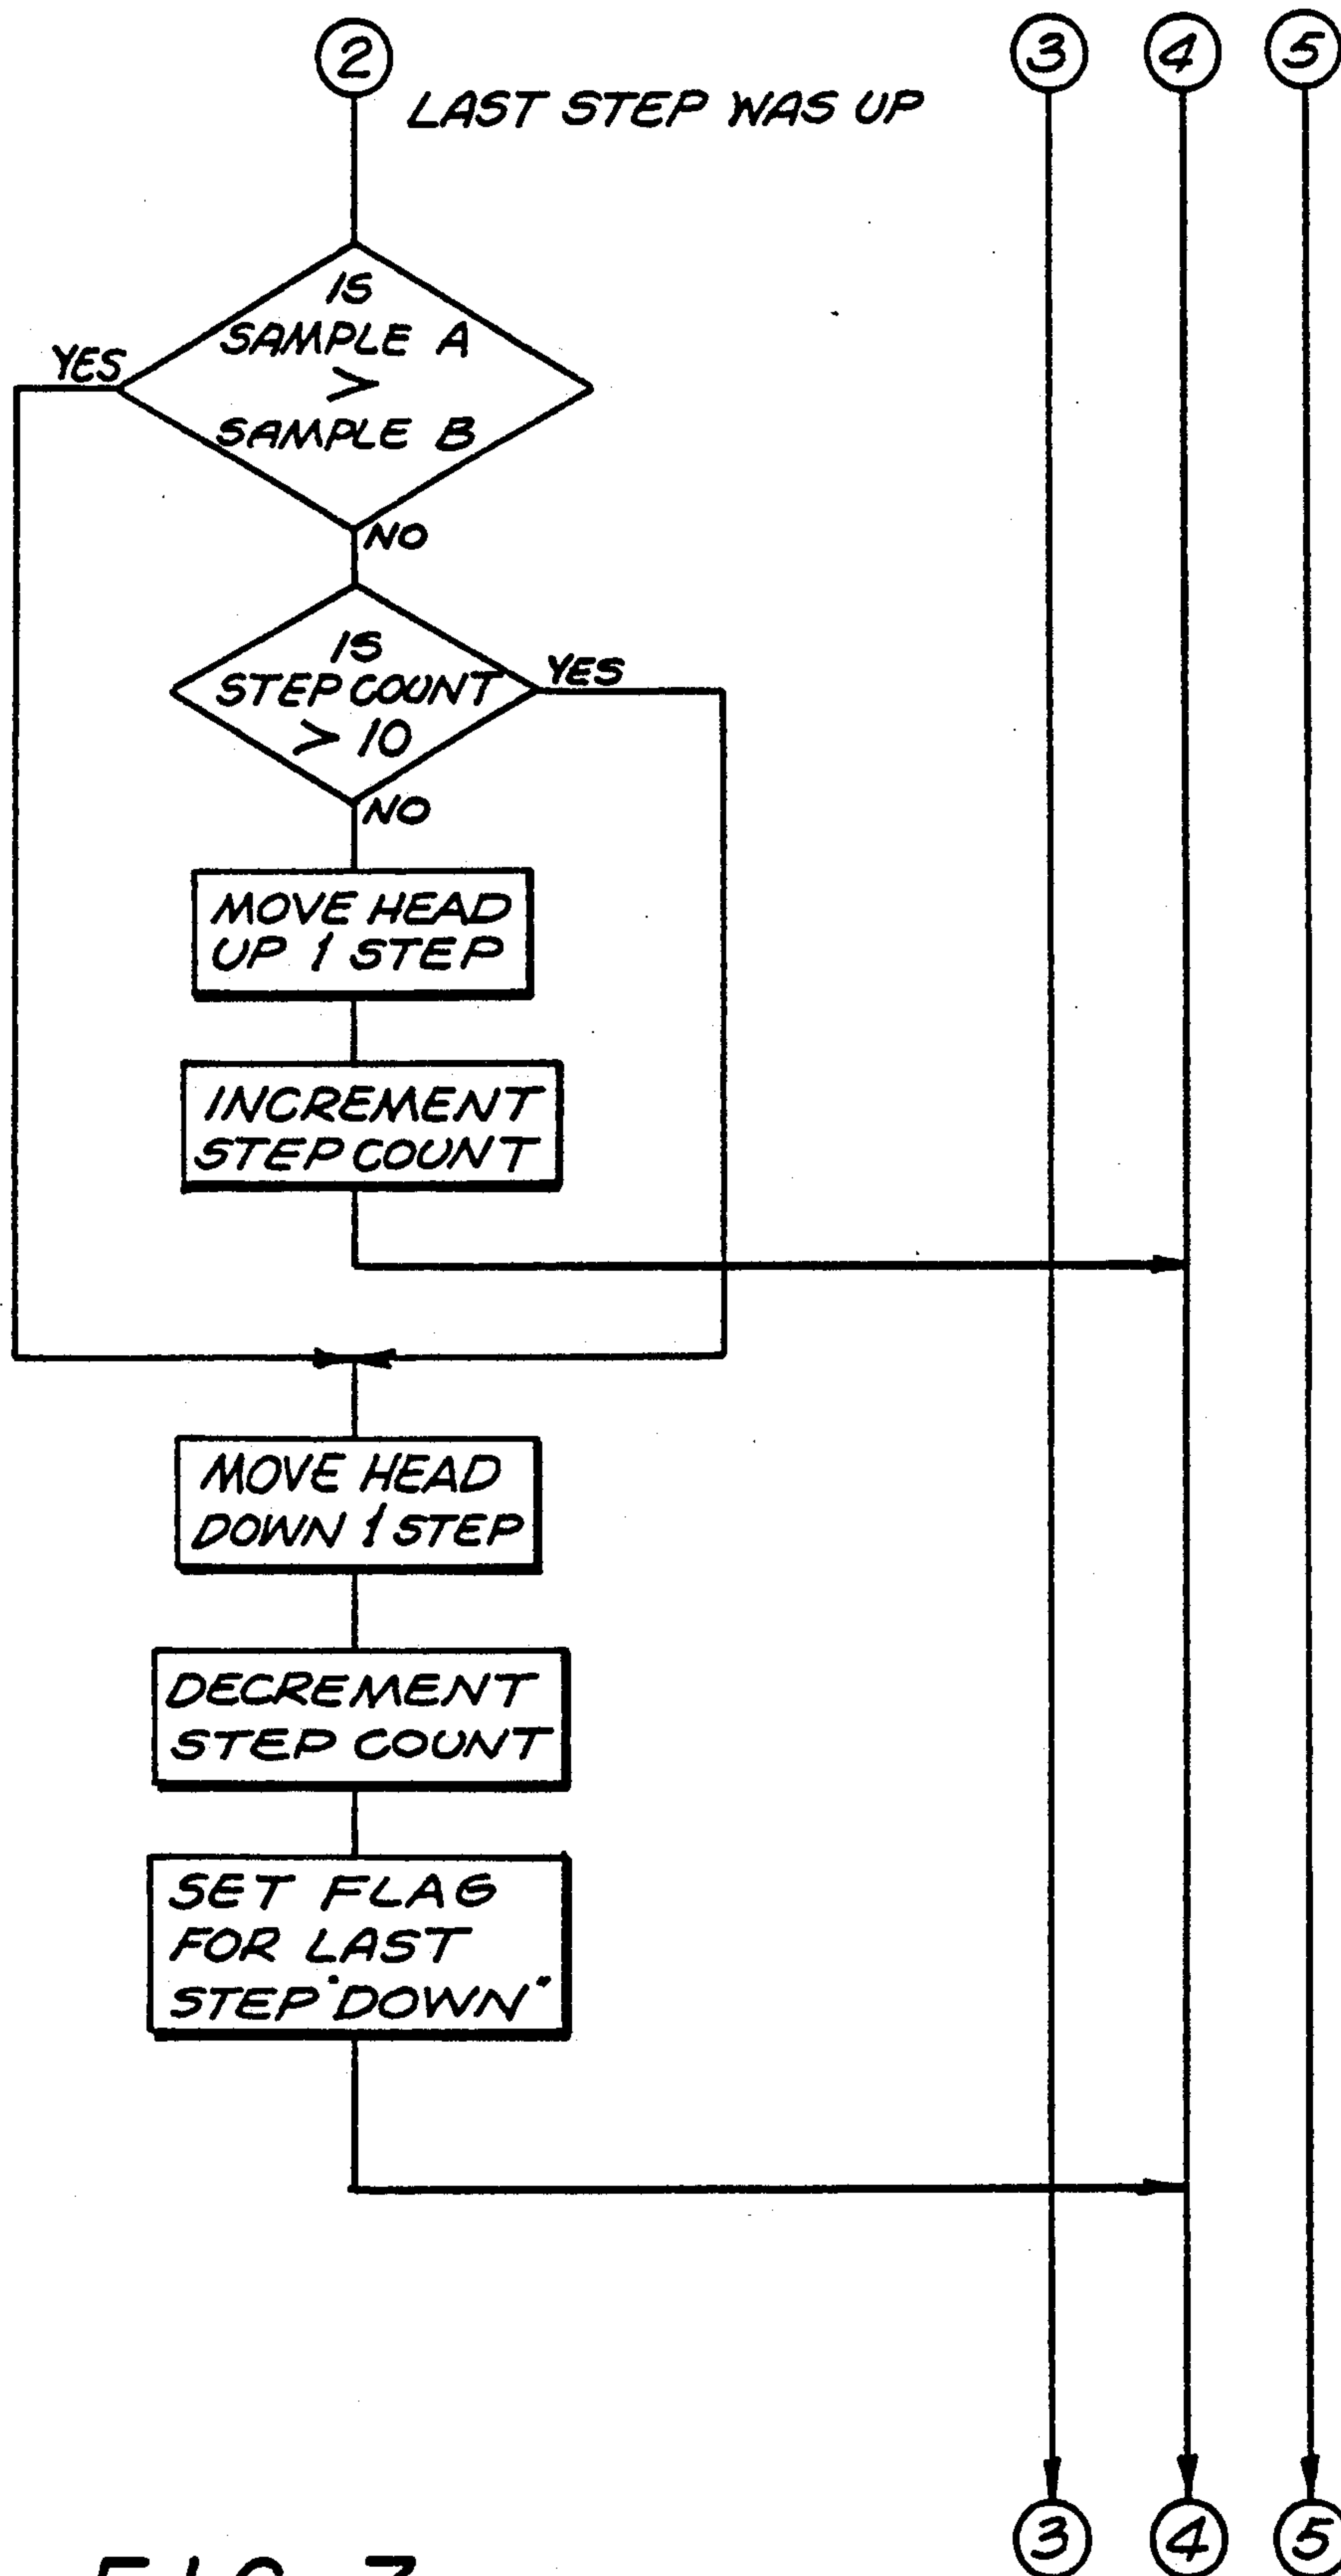 2
3
4
5
LAST STEP WAS UP
IS
SAMPLE A
>
SAMPLE B
YES
NO
IS
STEP COUNT
> 10
YES
NO
MOVE HEAD
UP 1 STEP
INCREMENT
STEP COUNT
MOVE HEAD
DOWN 1 STEP
DECREMENT
STEP COUNT
SET FLAG
FOR LAST
STEP "DOWN"
3
4
5